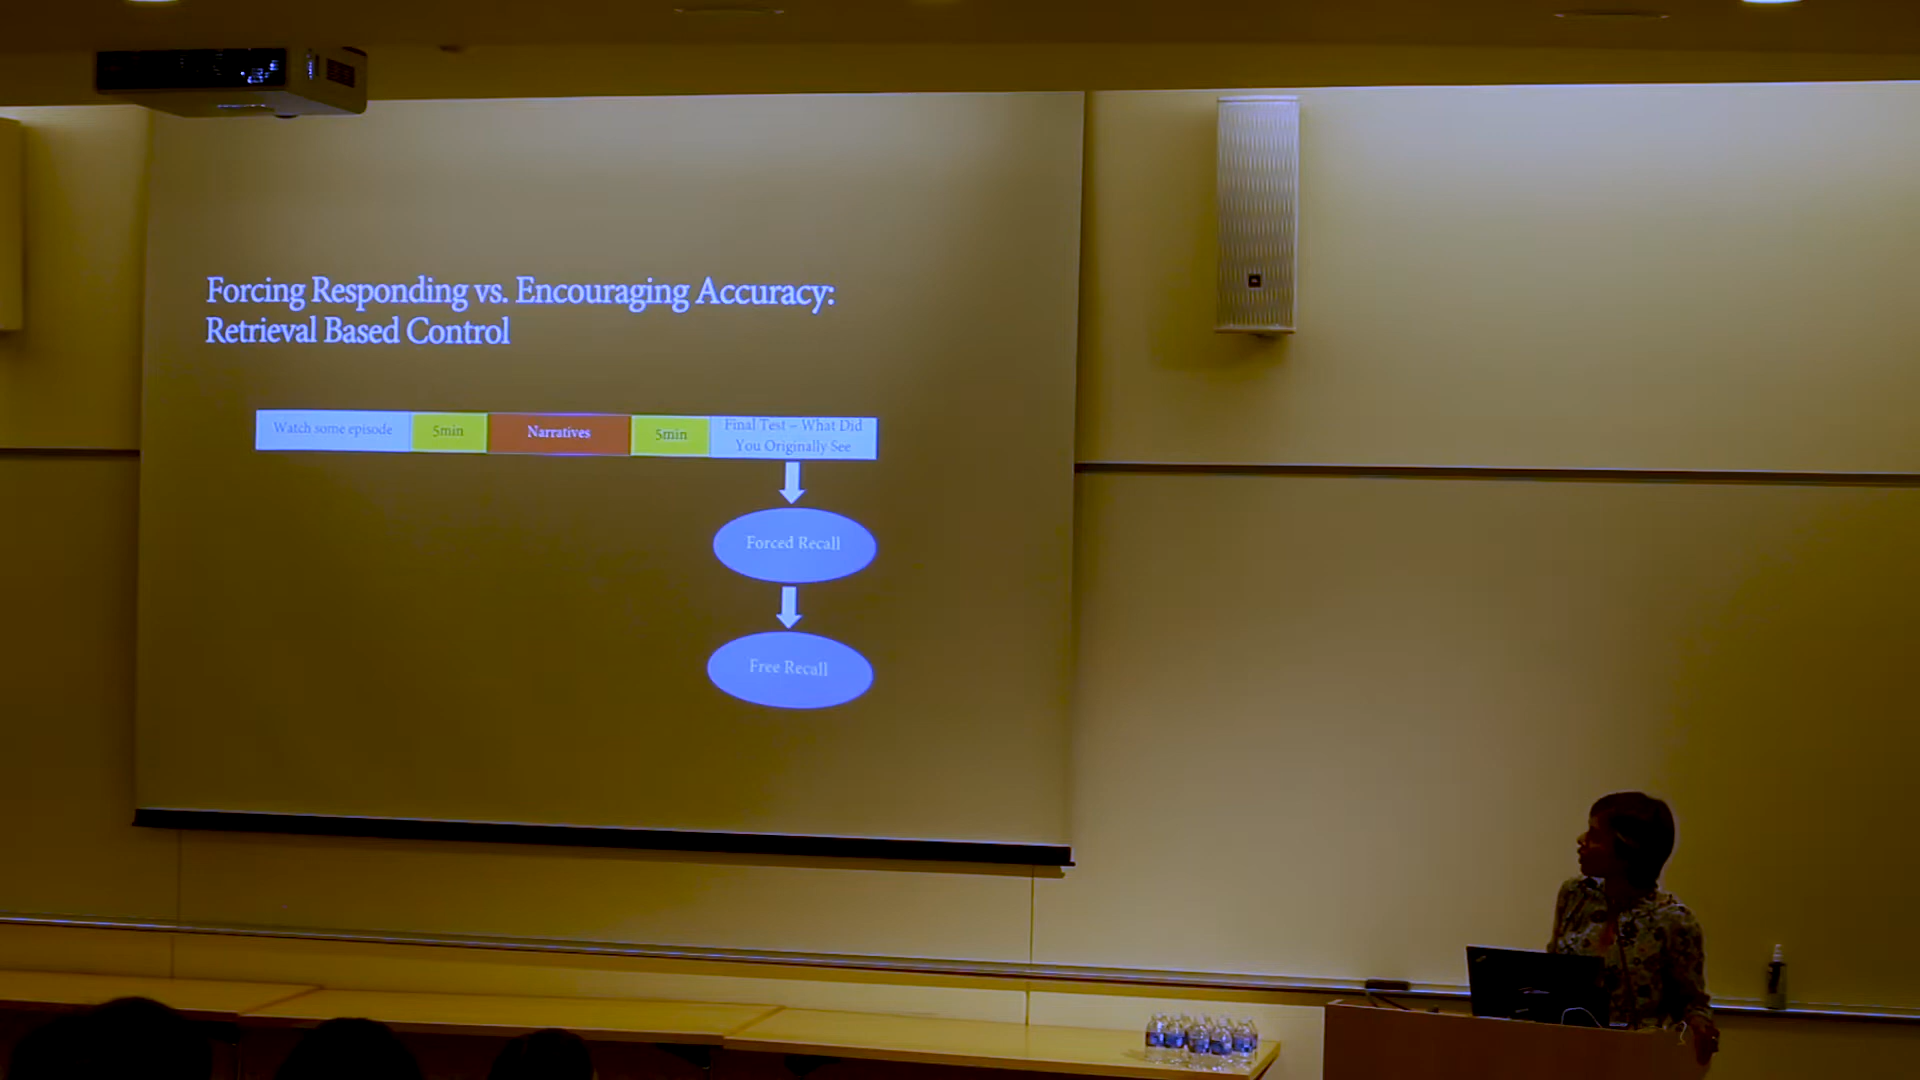 Forcing Responding vs. Encouraging Accuracy:
Retrieval Based Control
Watch some episode
5min
Narratives
5min
Final Test – What Did
You Originally See
Forced Recall
Free Recall